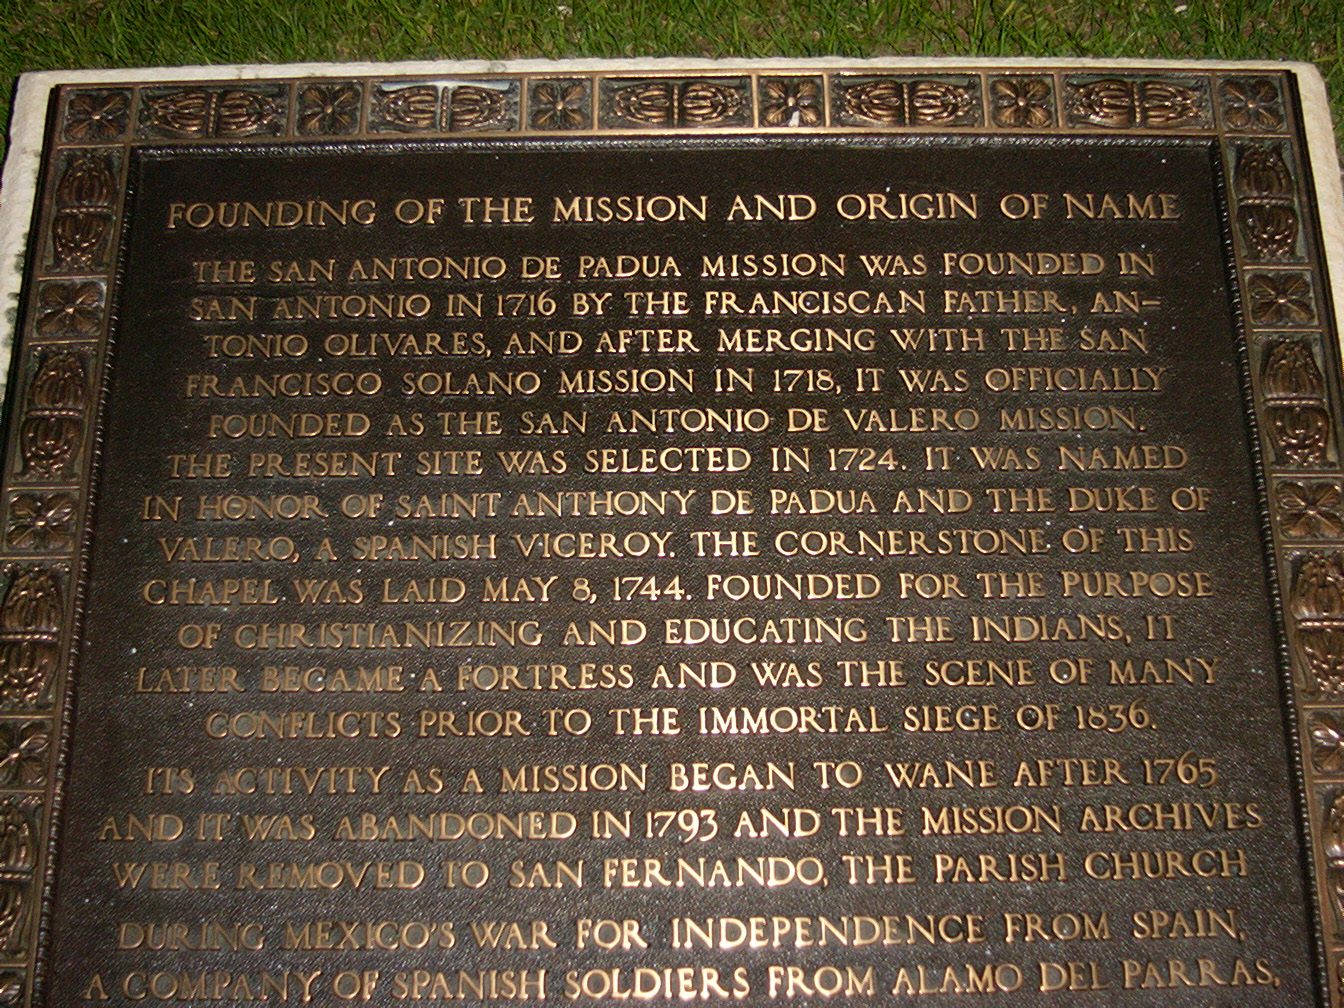 FOUNDING OF THE MISSION AND ORIGIN OF NAME
THE SAN ANTONIO DE PADUA MISSION WAS FOUNDED IN
SAN ANTONIO IN 1716 BY THE FRANCISCAN FATHER, AN-
TONIO OLIVARES, AND AFTER MERGING WITH THE SAN
FRANCISCO SOLANO MISSION IN 1718, IT WAS OFFICIALLY
FOUNDED AS THE SAN ANTONIO DE VALERO MISSION.
THE PRESENT SITE WAS SELECTED IN 1724. IT WAS NAMED
IN HONOR OF SAINT ANTHONY DE PADUA AND THE DUKE OF
VALERO, A SPANISH VICEROY. THE CORNERSTONE OF THIS
CHAPEL WAS LAID MAY 8, 1744. FOUNDED FOR THE PURPOSE
OF CHRISTIANIZING AND EDUCATING THE INDIANS, IT
LATER BECAME A FORTRESS AND WAS THE SCENE OF MANY
CONFLICTS PRIOR TO THE IMMORTAL SIEGE OF 1836.
ITS ACTIVITY AS A MISSION BEGAN TO WANE AFTER 1765
AND IT WAS ABANDONED IN 1793 AND THE MISSION ARCHIVES
WERE REMOVED TO SAN FERNANDO, THE PARISH CHURCH
DURING MEXICO'S WAR FOR INDEPENDENCE FROM SPAIN,
A COMPANY OF SPANISH SOLDIERS FROM ALAMO DEL PARRAS,